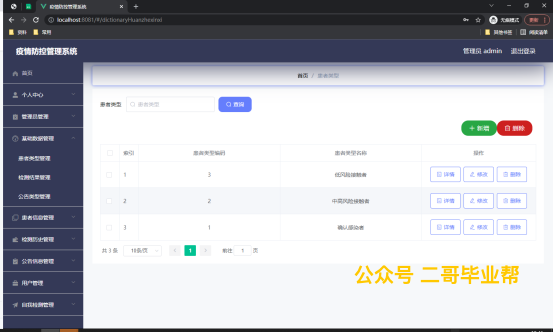 疫情防控管理系统
localhost:8081/#/dictionaryHuanzhexinxi
无痕模式
更新
资料
常用
其他书签
阅读清单
疫情防控管理系统
管理员 admin
退出登录
首页
个人中心
管理员管理
基础数据管理
患者类型管理
检测结果管理
公告类型管理
患者信息管理
检测历史管理
公告信息管理
用户管理
自我检测管理
首页 / 患者类型
患者类型 患者类型 查询
+ 新增 删除
索引 患者类型编码 患者类型名称 操作
1 3 低风险接触者 详情 修改 删除
2 2 中高风险接触者 详情 修改 删除
3 1 确认感染者 详情 修改 删除
共 3 条 10条/页 1 前往 1 页
公众号 二哥毕业帮